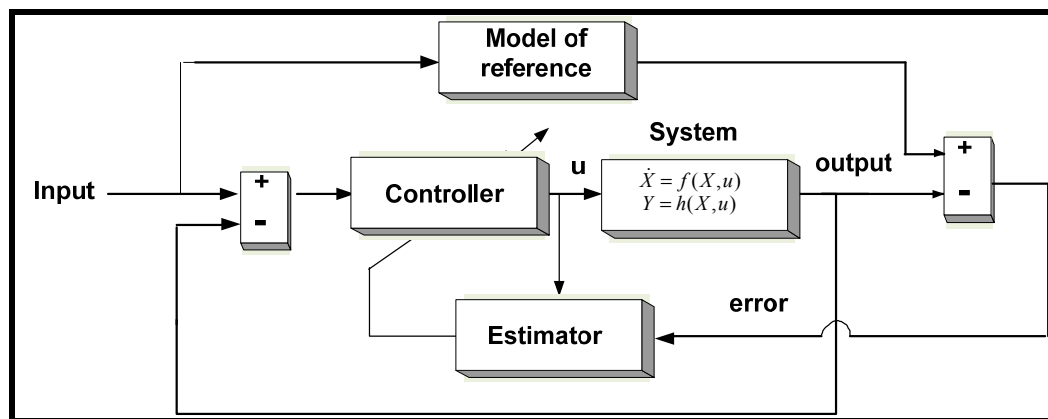 Model of
reference
System
+
u
output
+
Input
Controller
Ẋ = f(X,u)
Y = h(X,u)
-
-
error
Estimator